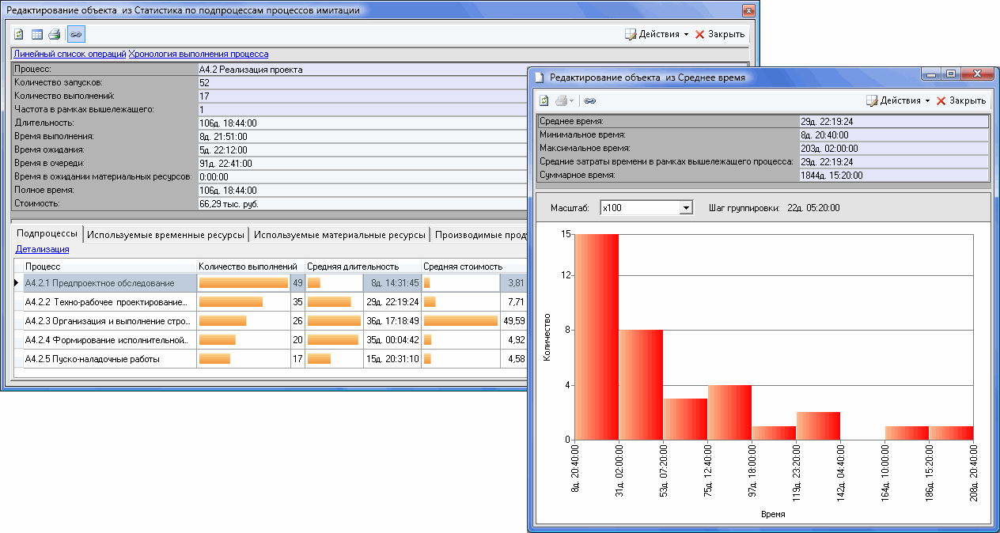 Редактирование объекта из Статистика по подпроцессам процессов имитации
Действия Закрыть
Линейный список операций Хронология выполнения процесса
Процесс: A4.2 Реализация проекта
Количество запусков: 52
Количество выполнений: 17
Частота в рамках вышележащего: 1
Длительность: 106д. 18:44:00
Время выполнения: 8д. 21:51:00
Время ожидания: 5д. 22:12:00
Время в очереди: 91д. 22:41:00
Время в ожидании материальных ресурсов: 0:00:00
Полное время: 106д. 18:44:00
Стоимость: 66,29 тыс. руб.
Подпроцессы Используемые временные ресурсы Используемые материальные ресурсы Производимые проду
Детализация
Процесс Количество выполнений Средняя длительность Средняя стоимость
A4.2.1 Предпроектное обследование 49 8д. 14:31:45 3,81
A4.2.2 Техно-рабочее проектирование... 35 29д. 22:19:24 7,71
A4.2.3 Организация и выполнение стро... 26 36д. 17:18:49 49,59
A4.2.4 Формирование исполнительной... 20 35д. 00:04:42 4,92
A4.2.5 Пуско-наладочные работы 17 15д. 20:31:10 4,58
Редактирование объекта из Среднее время
Действия Закрыть
Среднее время: 29д. 22:19:24
Минимальное время: 8д. 20:40:00
Максимальное время: 203д. 02:00:00
Средние затраты времени в рамках вышележащего процесса: 29д. 22:19:24
Суммарное время: 1844д. 15:20:00
Масштаб: x100 Шаг группировки: 22д. 05:20:00
15
12
8
4
0
Количество
8д. 20:40:00
31д. 02:00:00
53д. 07:20:00
75д. 12:40:00
97д. 18:00:00
119д. 23:20:00
142д. 04:40:00
164д. 10:00:00
186д. 15:20:00
208д. 20:40:00
Время